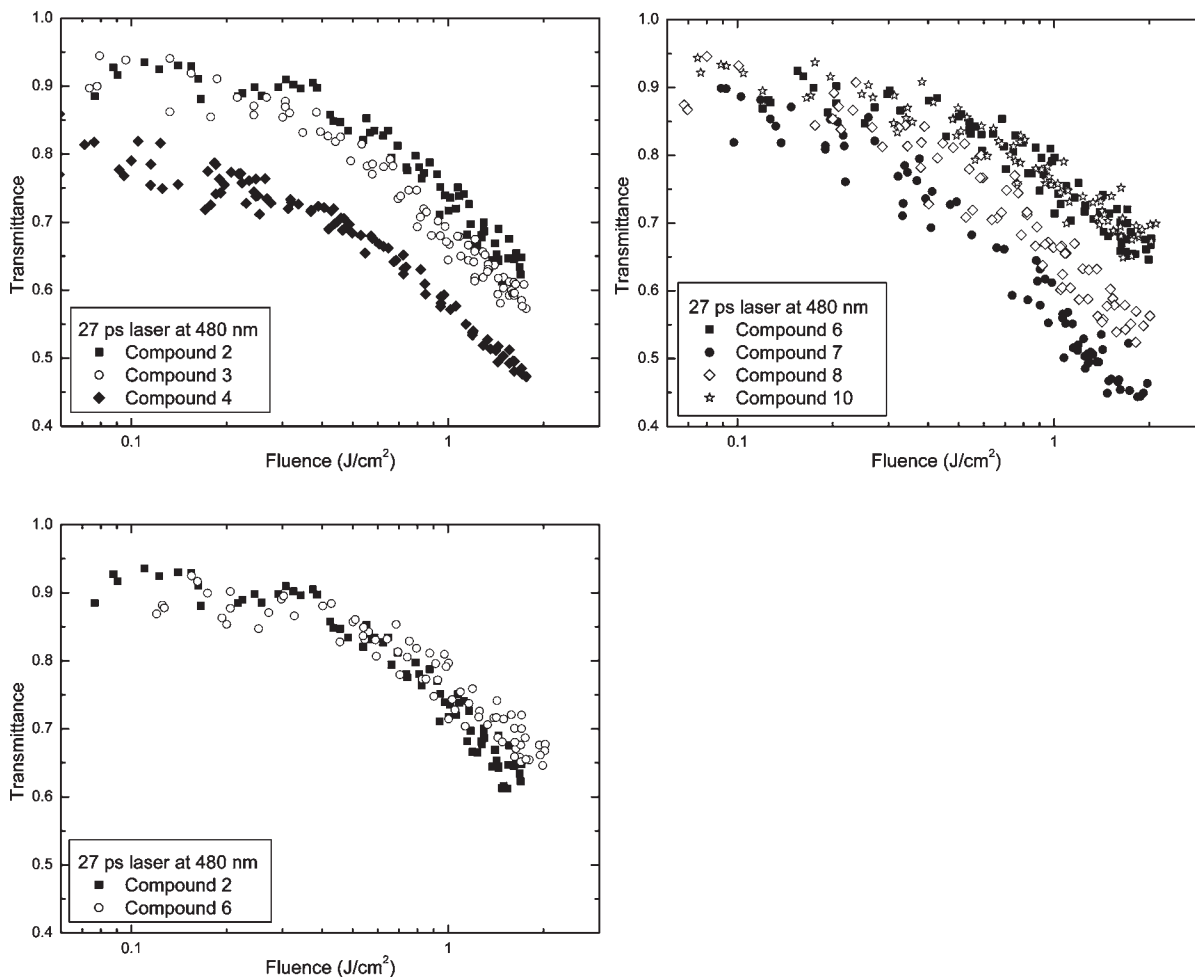 1.0
0.9
0.8
0.7
0.6
0.5
0.4
Transmittance
27 ps laser at 480 nm
Compound 2
Compound 3
Compound 4
0.1
1
Fluence (J/cm²)
1.0
0.9
0.8
0.7
0.6
0.5
0.4
Transmittance
27 ps laser at 480 nm
Compound 6
Compound 7
Compound 8
Compound 10
0.1
1
Fluence (J/cm²)
1.0
0.9
0.8
0.7
0.6
0.5
0.4
Transmittance
27 ps laser at 480 nm
Compound 2
Compound 6
0.1
1
Fluence (J/cm²)